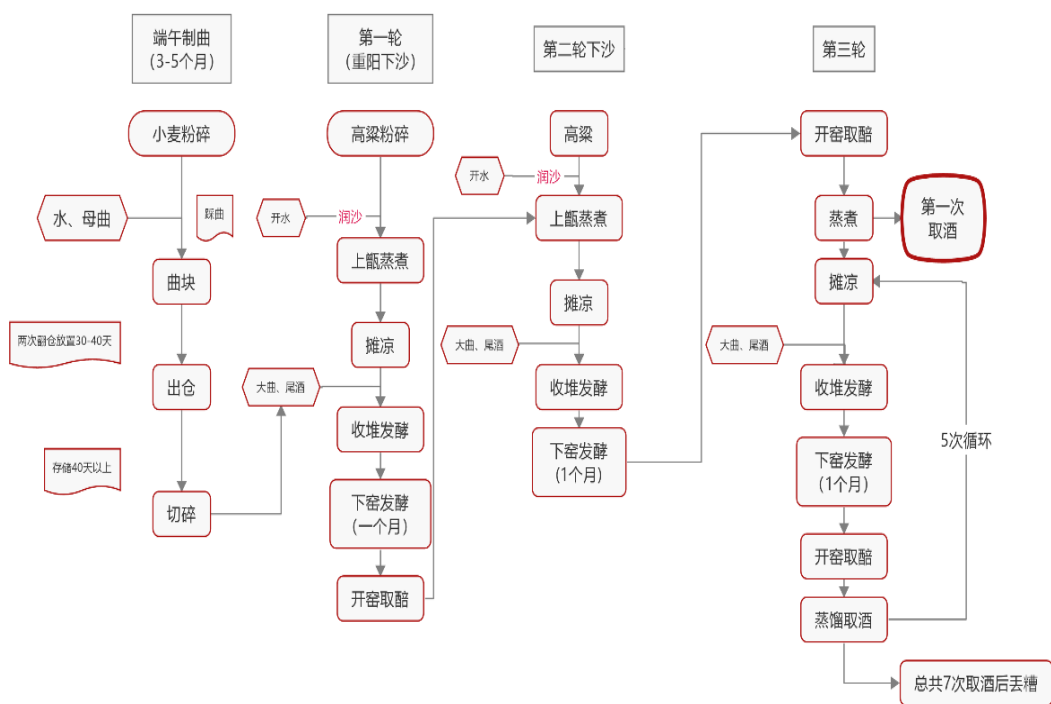 端午制曲
(3-5个月)
小麦粉碎
水、母曲
踩曲
曲块
两次翻仓放置30-40天
出仓
存储40天以上
切碎
第一轮
(重阳下沙)
高粱粉碎
开水
润沙
上甑蒸煮
摊凉
大曲、尾酒
收堆发酵
下窖发酵
(一个月)
开窖取醅
第二轮下沙
高粱
开水
润沙
上甑蒸煮
摊凉
大曲、尾酒
收堆发酵
下窖发酵
(1个月)
第三轮
开窖取醅
蒸煮
第一次
取酒
摊凉
大曲、尾酒
收堆发酵
下窖发酵
(1个月)
开窖取醅
蒸馏取酒
5次循环
总共7次取酒后丢糟